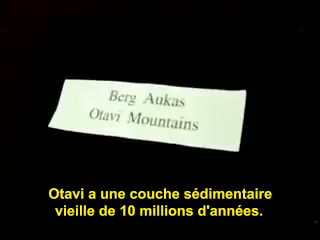 Berg Aukas
Otavi Mountains
Otavi a une couche sédimentaire
vieille de 10 millions d'années.